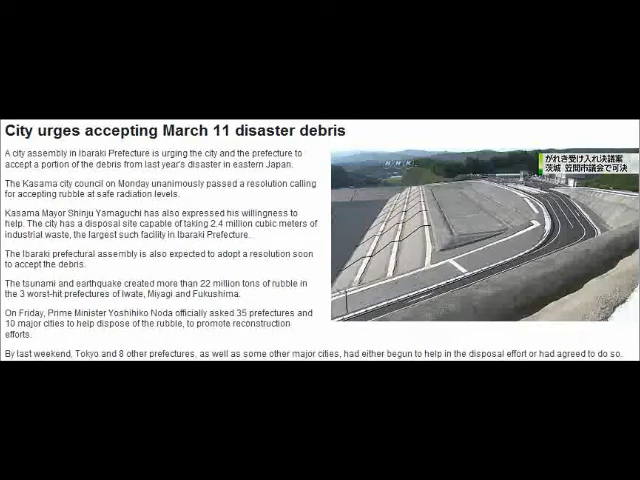 City urges accepting March 11 disaster debris
A city assembly in Ibaraki Prefecture is urging the city and the prefecture to
accept a portion of the debris from last year's disaster in eastern Japan.
The Kasama city council on Monday unanimously passed a resolution calling
for accepting rubble at safe radiation levels.
Kasama Mayor Shinju Yamaguchi has also expressed his willingness to
help. The city has a disposal site capable of taking 2.4 million cubic meters of
industrial waste, the largest such facility in Ibaraki Prefecture.
The Ibaraki prefectural assembly is also expected to adopt a resolution soon
to accept the debris.
The tsunami and earthquake created more than 22 million tons of rubble in
the 3 worst-hit prefectures of Iwate, Miyagi and Fukushima.
On Friday, Prime Minister Yoshihiko Noda officially asked 35 prefectures and
10 major cities to help dispose of the rubble, to promote reconstruction
efforts.
By last weekend, Tokyo and 8 other prefectures, as well as some other major cities, had either begun to help in the disposal effort or had agreed to do so.
NHK
がれき受け入れ決議案
茨城 笠間市議会で可決